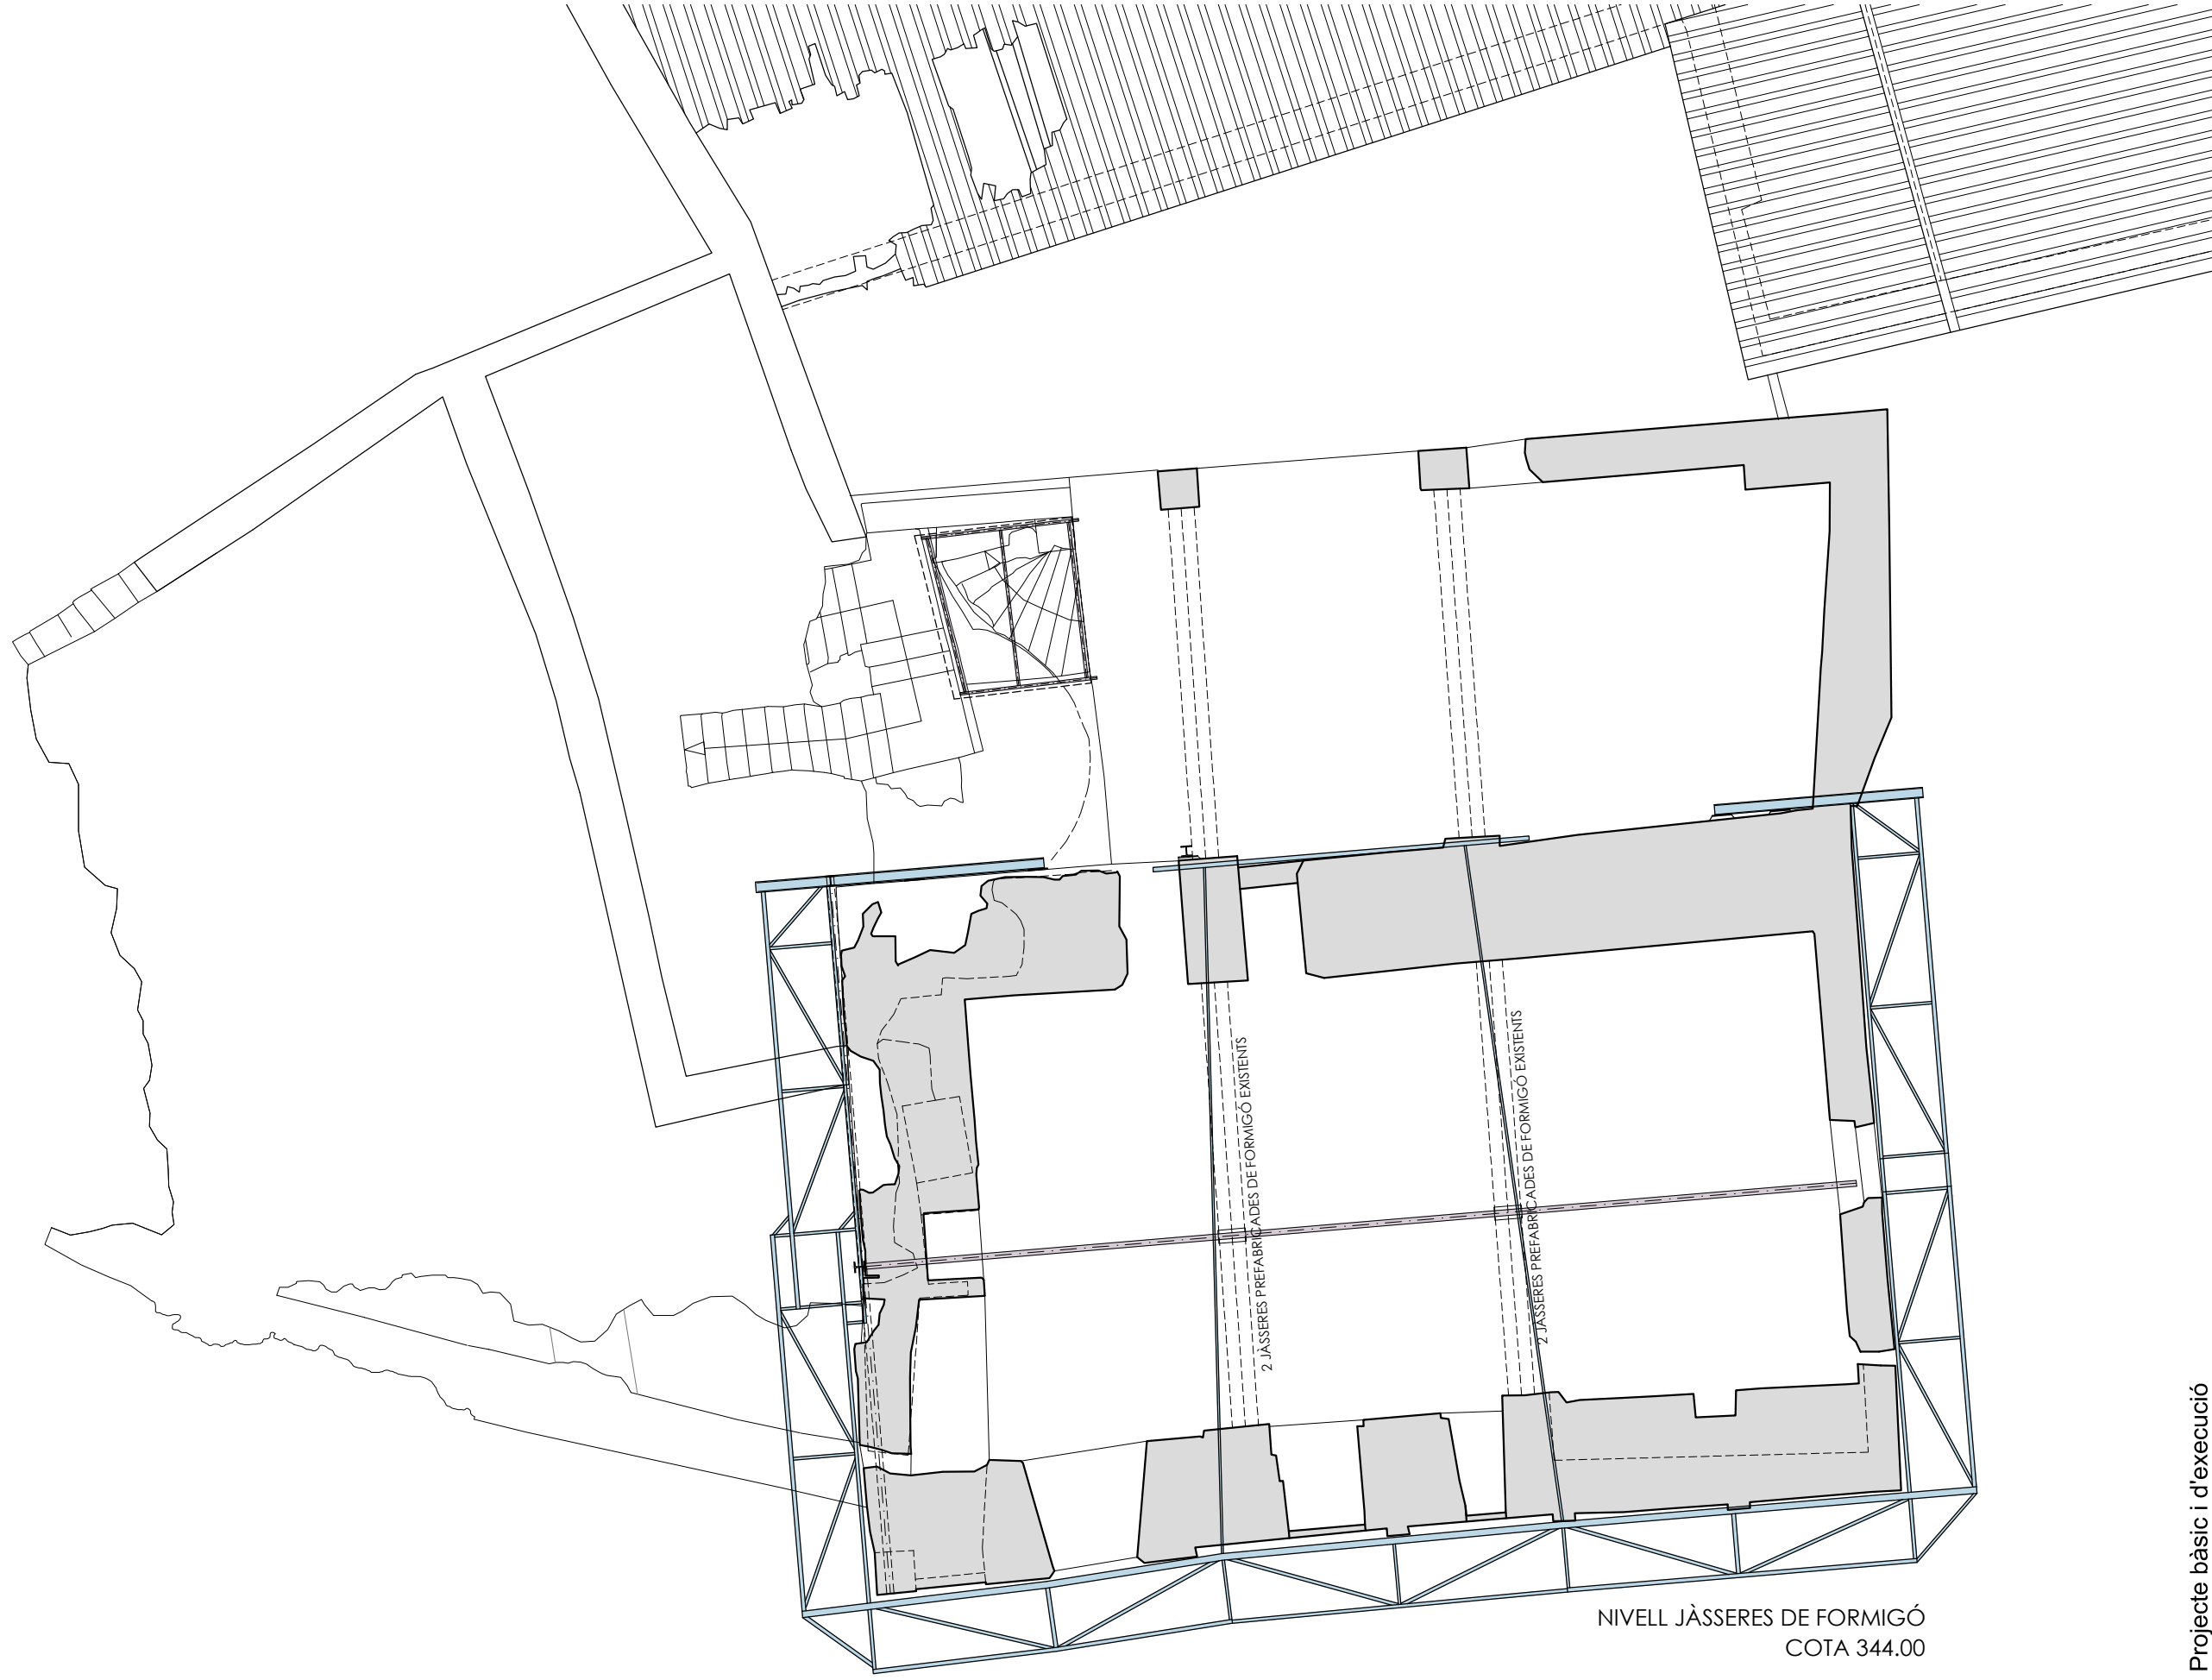 2 JÀSSERES PREFABRICADES DE FORMIGÓ EXISTENTS
2 JÀSSERES PREFABRICADES DE FORMIGÓ EXISTENTS
NIVELL JÀSSERES DE FORMIGÓ
COTA 344.00
Projecte bàsic i d'execució